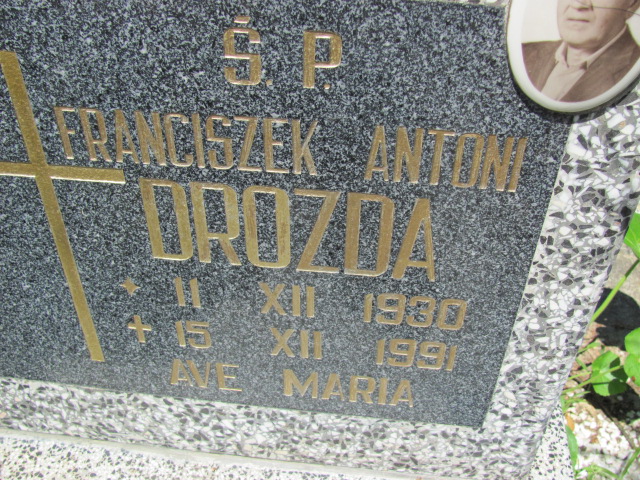 Ś. P.
FRANCISZEK ANTONI
DROZDA
* 11 XII 1930
+ 15 XII 1991
AVE MARIA